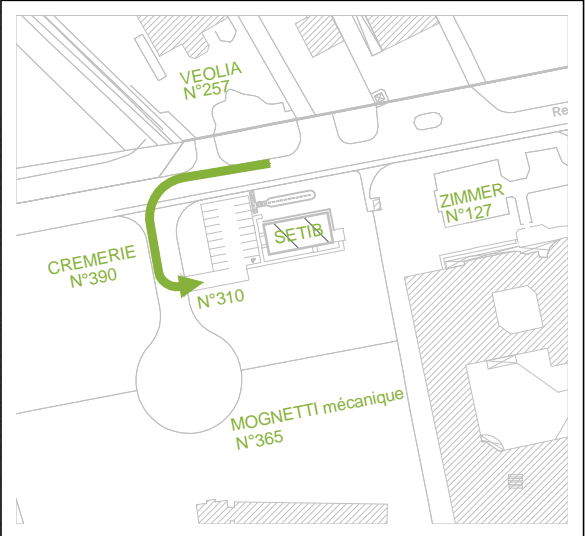 VEOLIA
N°257
Re
ZIMMER
N°127
SETIB
CREMERIE
N°390
N°310
MOGNETTI mécanique
N°365